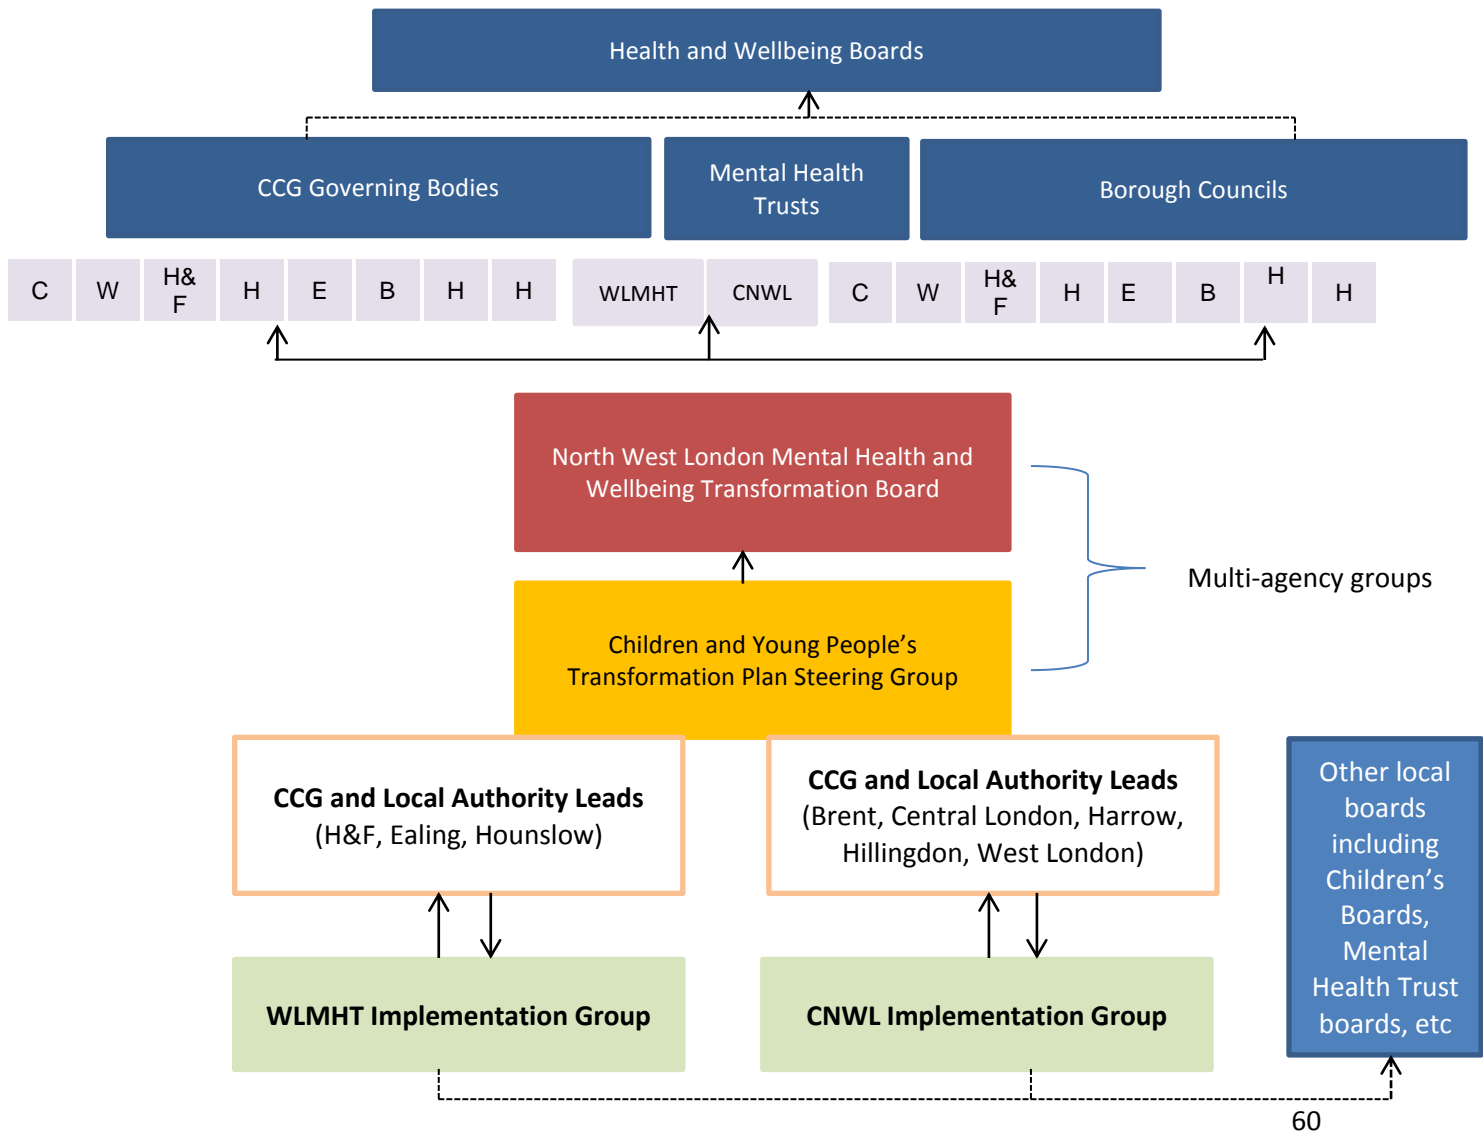 Health and Wellbeing Boards
CCG Governing Bodies
Mental Health
Trusts
Borough Councils
C
W
H&
F
H
E
B
H
H
WLMHT
CNWL
C
W
H&
F
H
E
B
H
H
North West London Mental Health and
Wellbeing Transformation Board
Multi-agency groups
Children and Young People’s
Transformation Plan Steering Group
CCG and Local Authority Leads
(H&F, Ealing, Hounslow)
CCG and Local Authority Leads
(Brent, Central London, Harrow,
Hillingdon, West London)
Other local
boards
including
Children’s
Boards,
Mental
Health Trust
boards, etc
WLMHT Implementation Group
CNWL Implementation Group
60